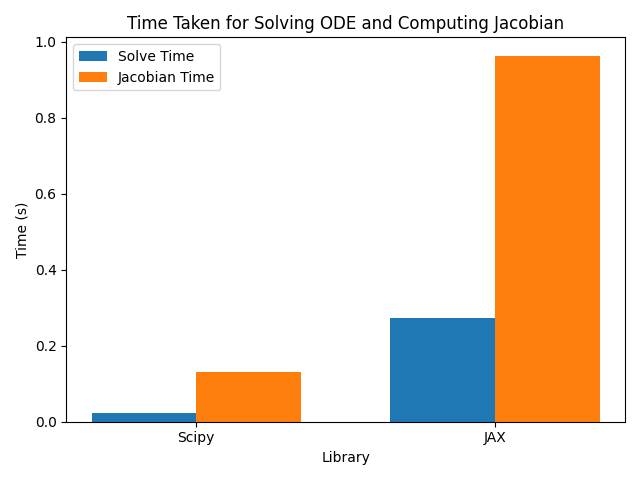 Time Taken for Solving ODE and Computing Jacobian
Solve Time
Jacobian Time
1.0
0.8
0.6
0.4
0.2
0.0
Time (s)
Scipy
JAX
Library